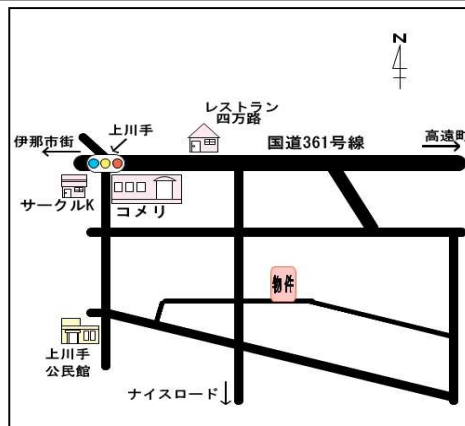 N
レストラン
四万路
上川手
伊那市街
国道361号線
高遠町
サークルK
コメリ
物件
上川手
公民館
ナイスロード